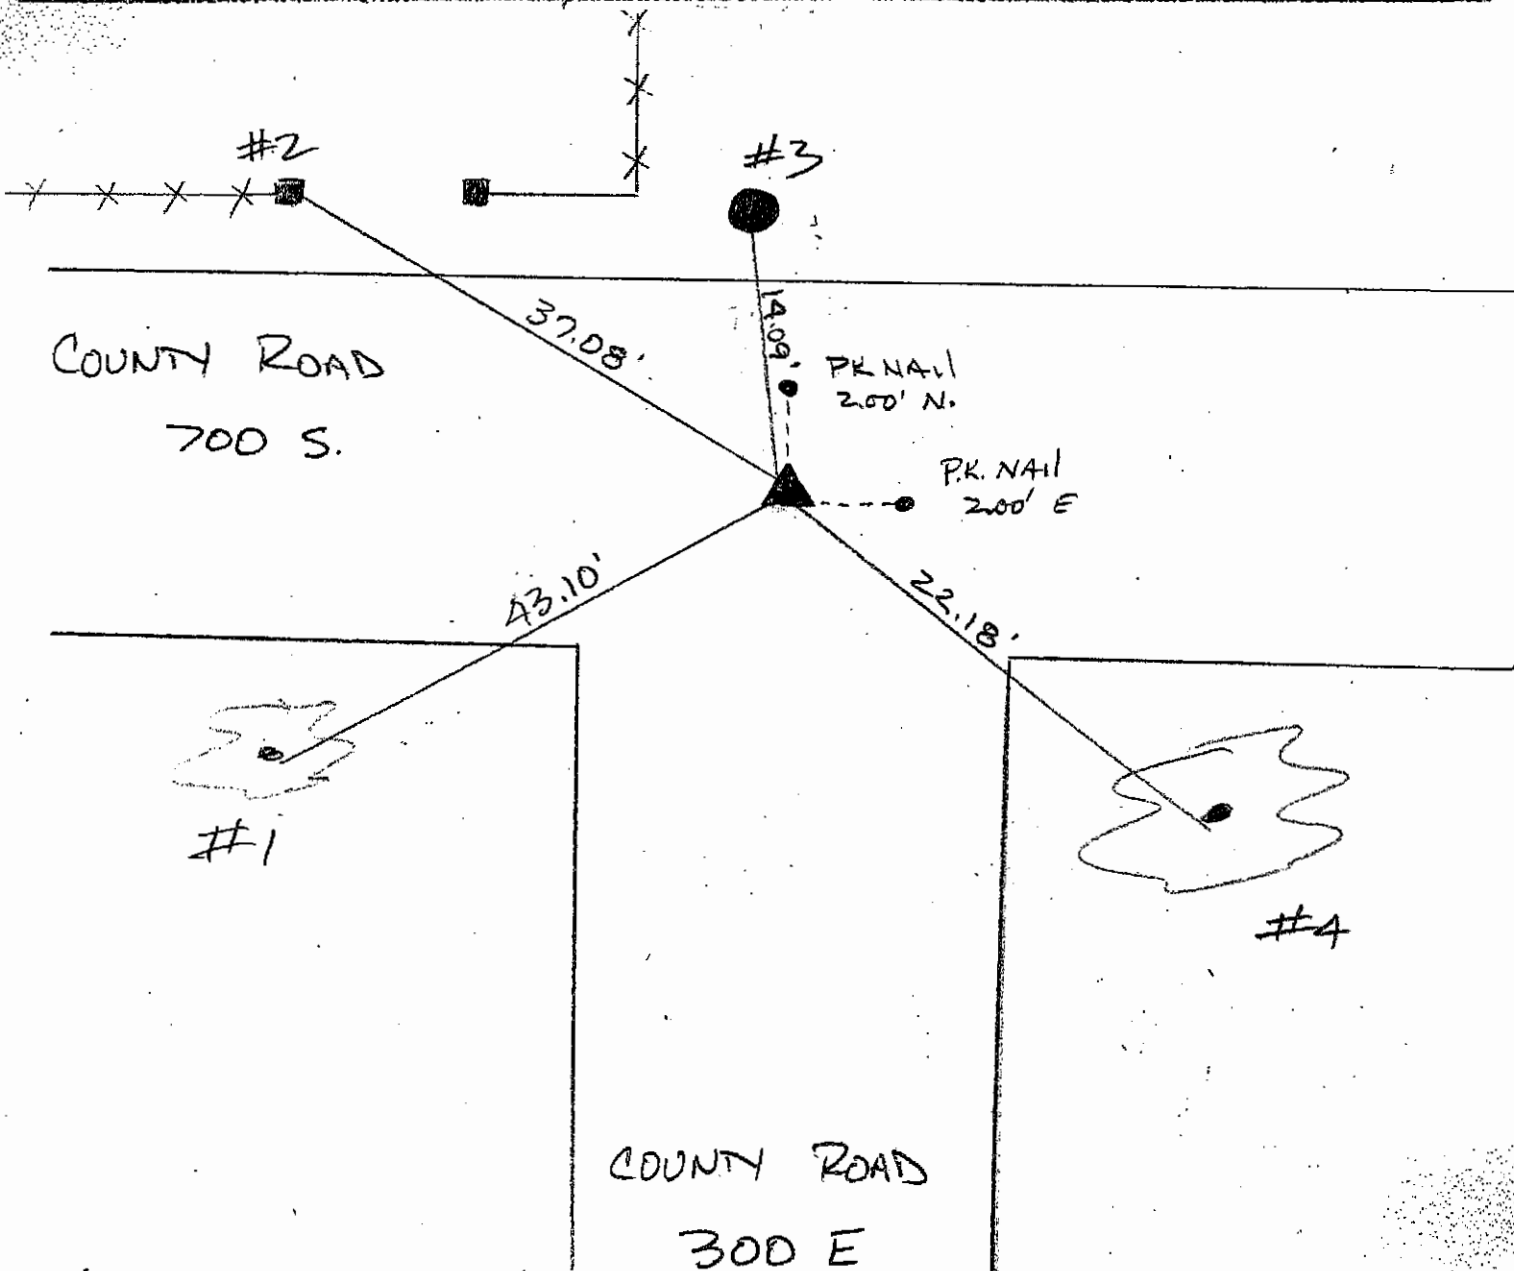 #2
#3
37.08'
14.09'
COUNTY ROAD
700 S.
PK NAIL
2.00' N.
P.K. NAIL
2.00' E
43.10'
22.18'
#1
#4
COUNTY ROAD
300 E